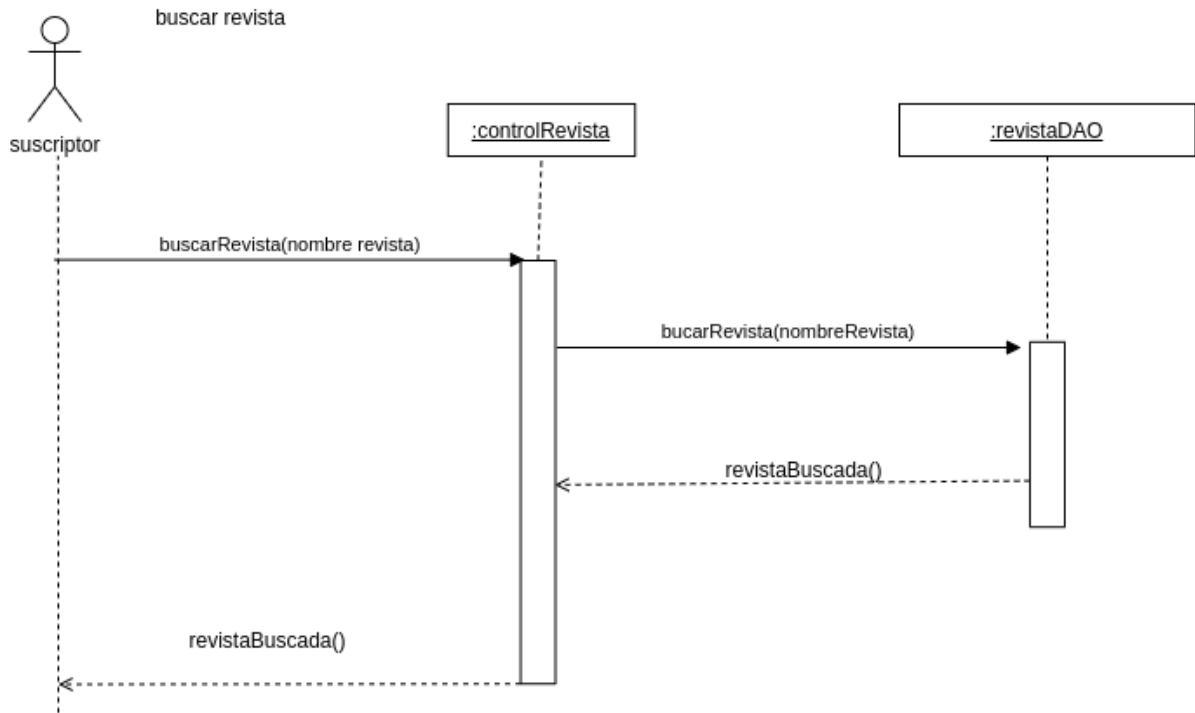 buscar revista
suscriptor
:controlRevista
:revistaDAO
buscarRevista(nombre revista)
bucarRevista(nombreRevista)
revistaBuscada()
revistaBuscada()